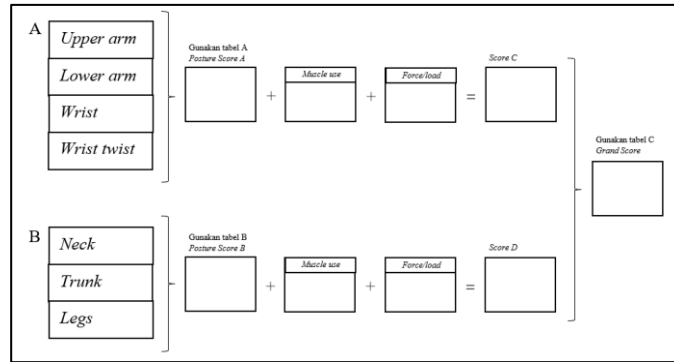 A
Upper arm
Lower arm
Wrist
Wrist twist
Gunakan tabel A
Posture Score A
+
Muscle use
+
Force/load
=
Score C
Gunakan tabel C
Grand Score
B
Neck
Trunk
Legs
Gunakan tabel B
Posture Score B
+
Muscle use
+
Force/load
=
Score D